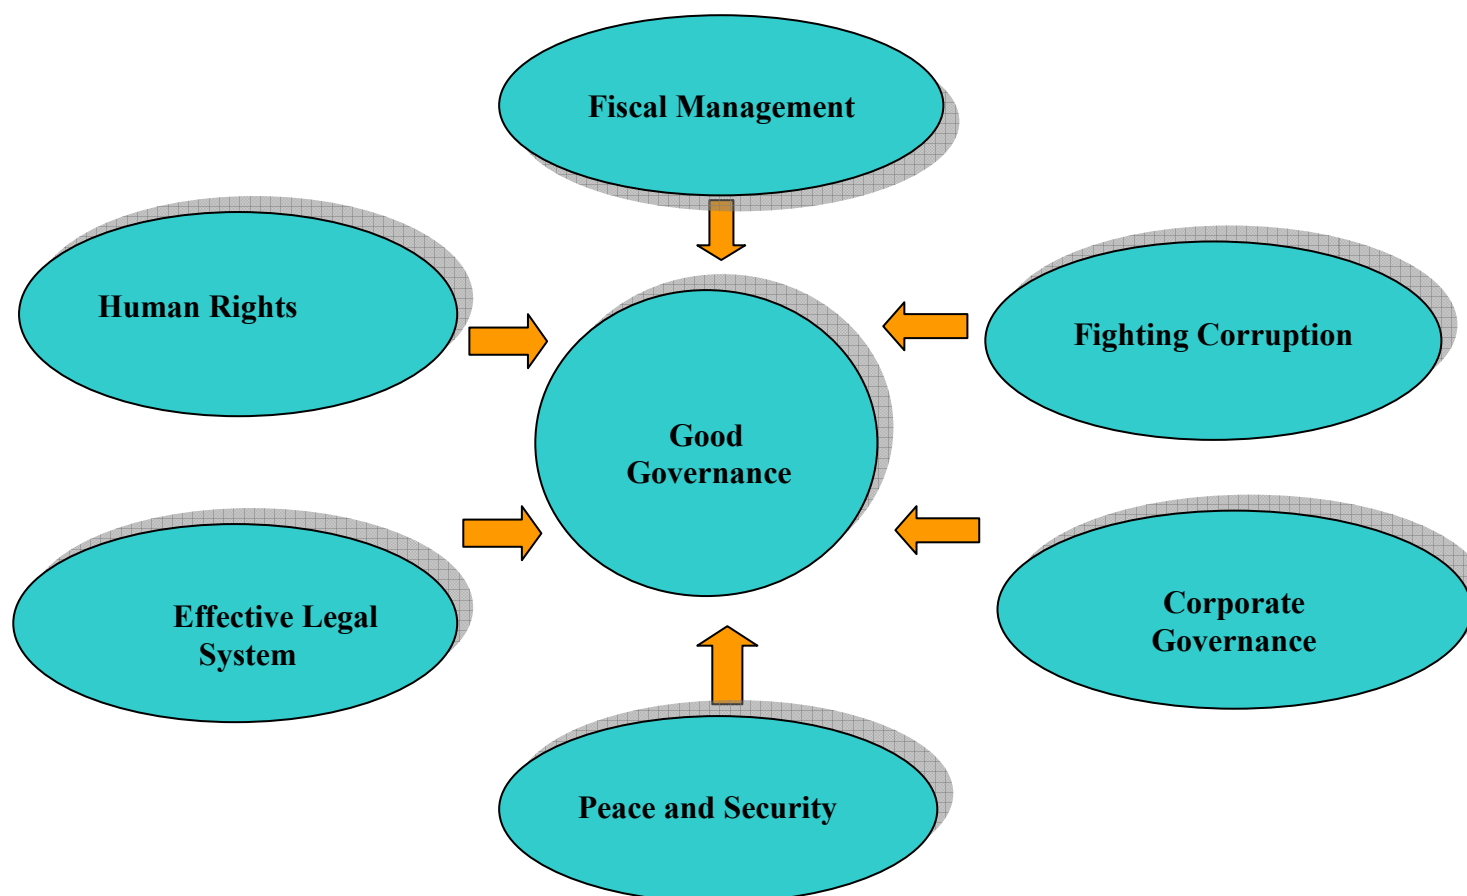 Fiscal Management
Human Rights
Fighting Corruption
Good
Governance
Effective Legal
System
Corporate
Governance
Peace and Security